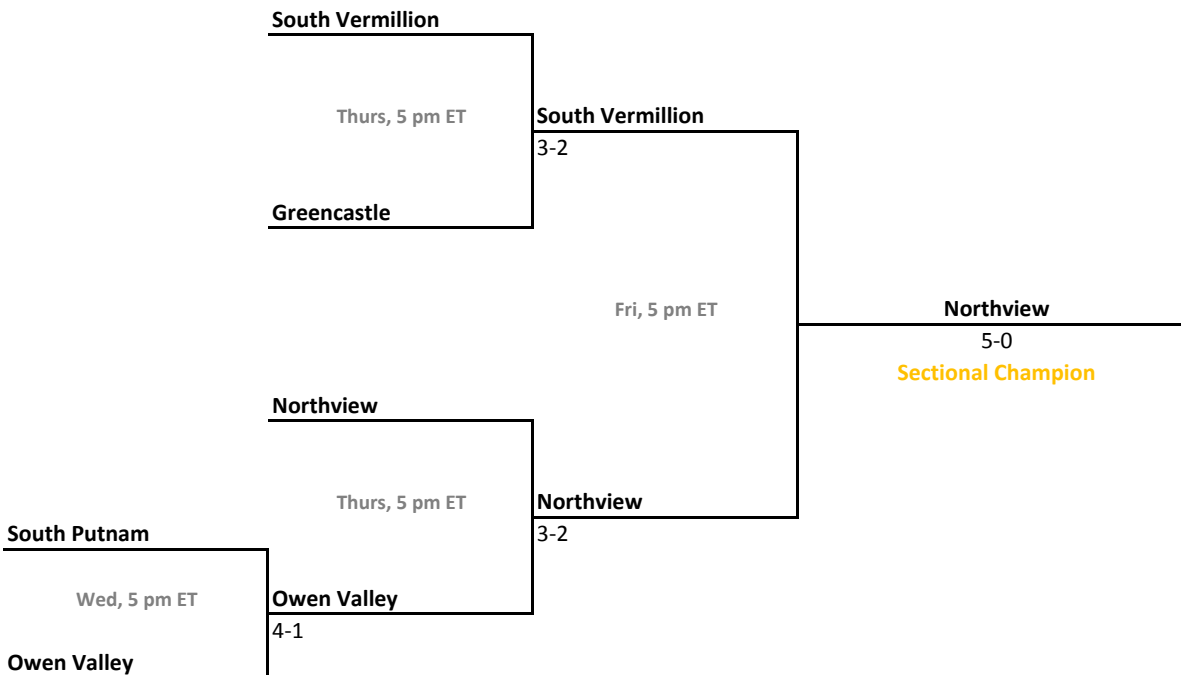 South Vermillion
Thurs, 5 pm ET
South Vermillion
3-2
Greencastle
Fri, 5 pm ET
Northview
5-0
Sectional Champion
Northview
Thurs, 5 pm ET
Northview
3-2
South Putnam
Wed, 5 pm ET
Owen Valley
4-1
Owen Valley